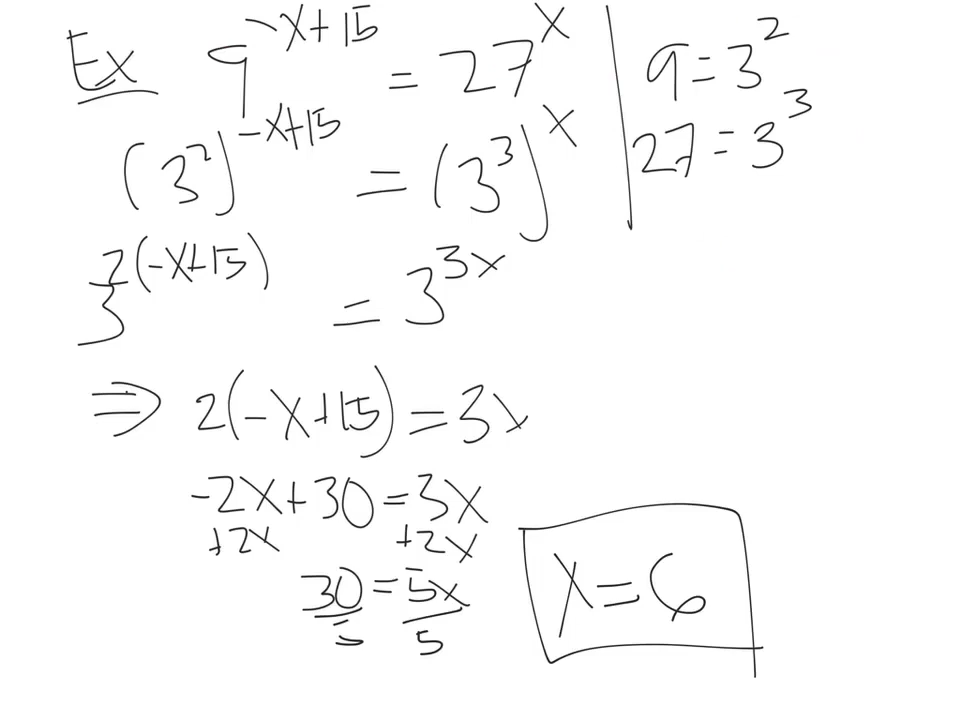 Ex 9^{-x+15} = 27^x
(3^2)^{-x+15} = (3^3)^x
3^{2(-x+15)} = 3^{3x}
⇒ 2(-x+15) = 3x
-2x+30 = 3x
+2x +2x
30 = 5x
5 5
x = 6
9 = 3^2
27 = 3^3